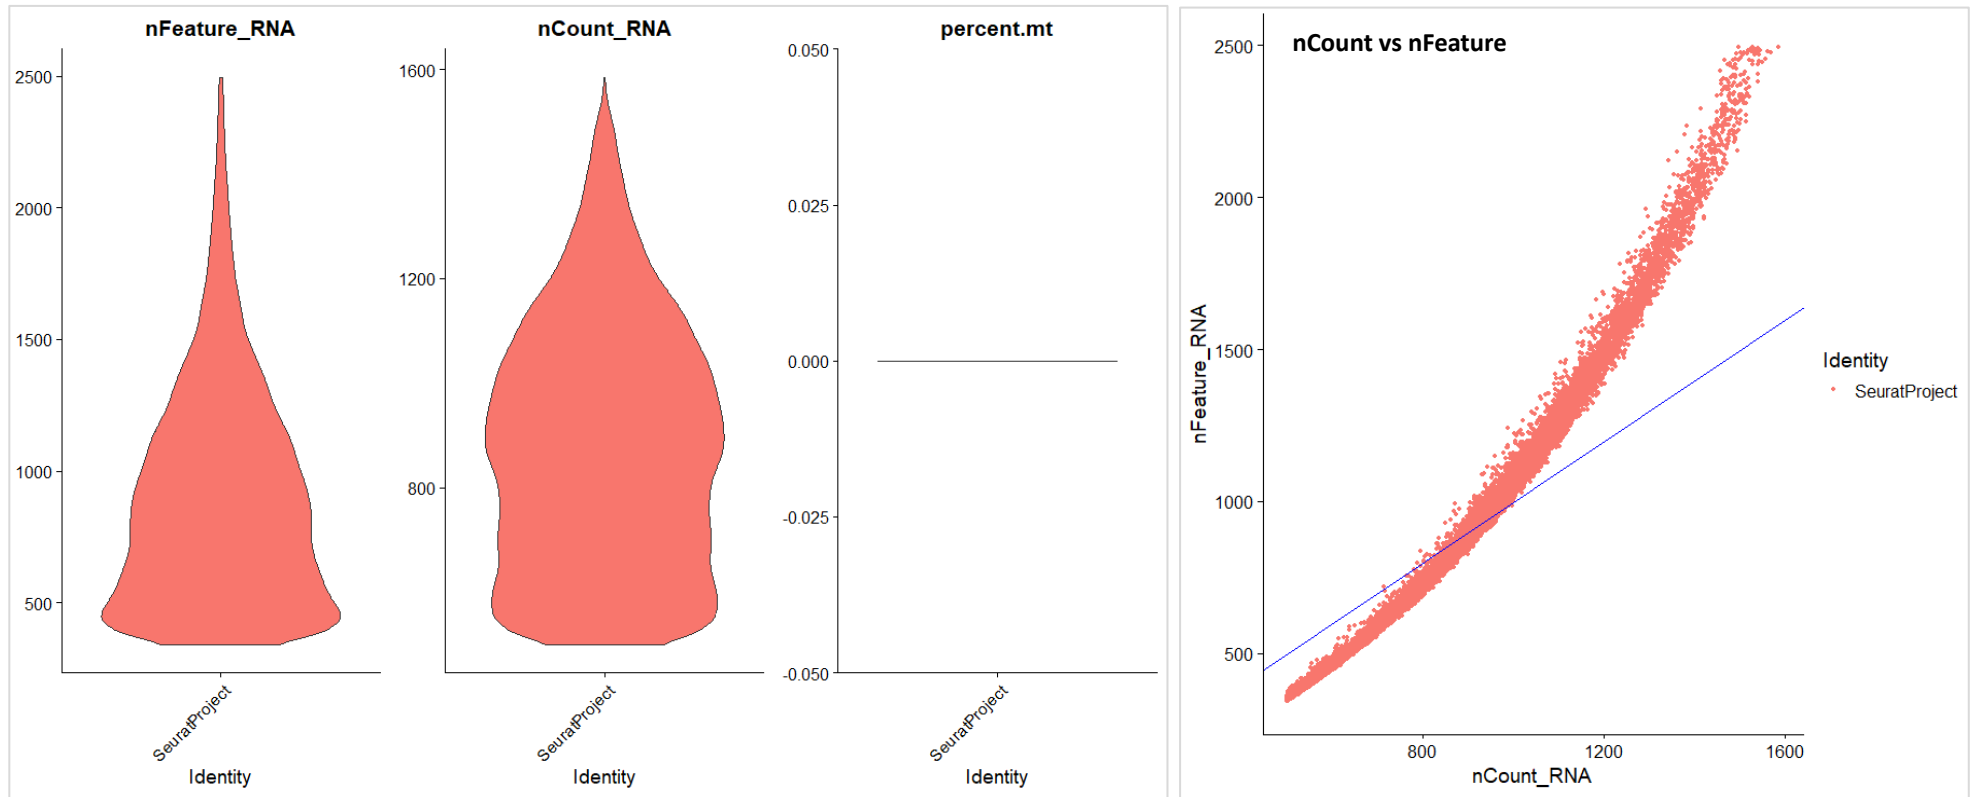 nFeature_RNA
2500
2000
1500
1000
500
SeuratProject
Identity
nCount_RNA
1600
1200
800
SeuratProject
Identity
percent.mt
0.050
0.025
0.000
-0.025
-0.050
SeuratProject
Identity
nCount vs nFeature
nFeature_RNA
2500
2000
1500
1000
500
800 1200 1600
nCount_RNA
Identity
SeuratProject